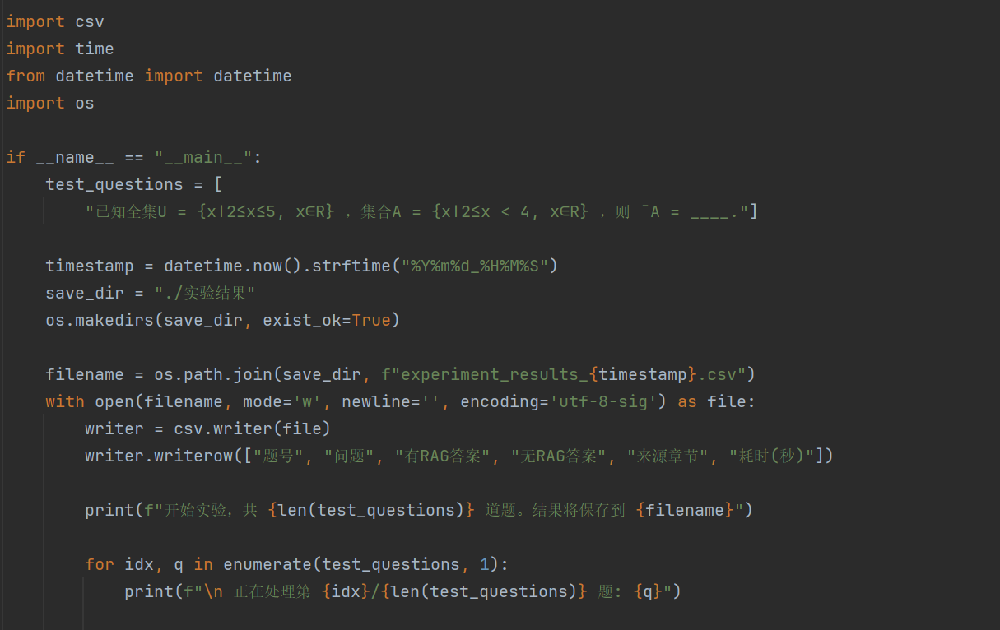 import csv
import time
from datetime import datetime
import os
if __name__ == "__main__":
test_questions = [
"已知全集U = {x∣2≤x≤5, x∈R} ，集合A = {x∣2≤x < 4, x∈R} ，则 ¯A = ____."]
timestamp = datetime.now().strftime("%Y%m%d_%H%M%S")
save_dir = "./实验结果"
os.makedirs(save_dir, exist_ok=True)
filename = os.path.join(save_dir, f"experiment_results_{timestamp}.csv")
with open(filename, mode='w', newline='', encoding='utf-8-sig') as file:
writer = csv.writer(file)
writer.writerow(["题号", "问题", "有RAG答案", "无RAG答案", "来源章节", "耗时(秒)"])
print(f"开始实验，共 {len(test_questions)} 道题。结果将保存到 {filename}")
for idx, q in enumerate(test_questions, 1):
print(f"\n 正在处理第 {idx}/{len(test_questions)} 题: {q}")